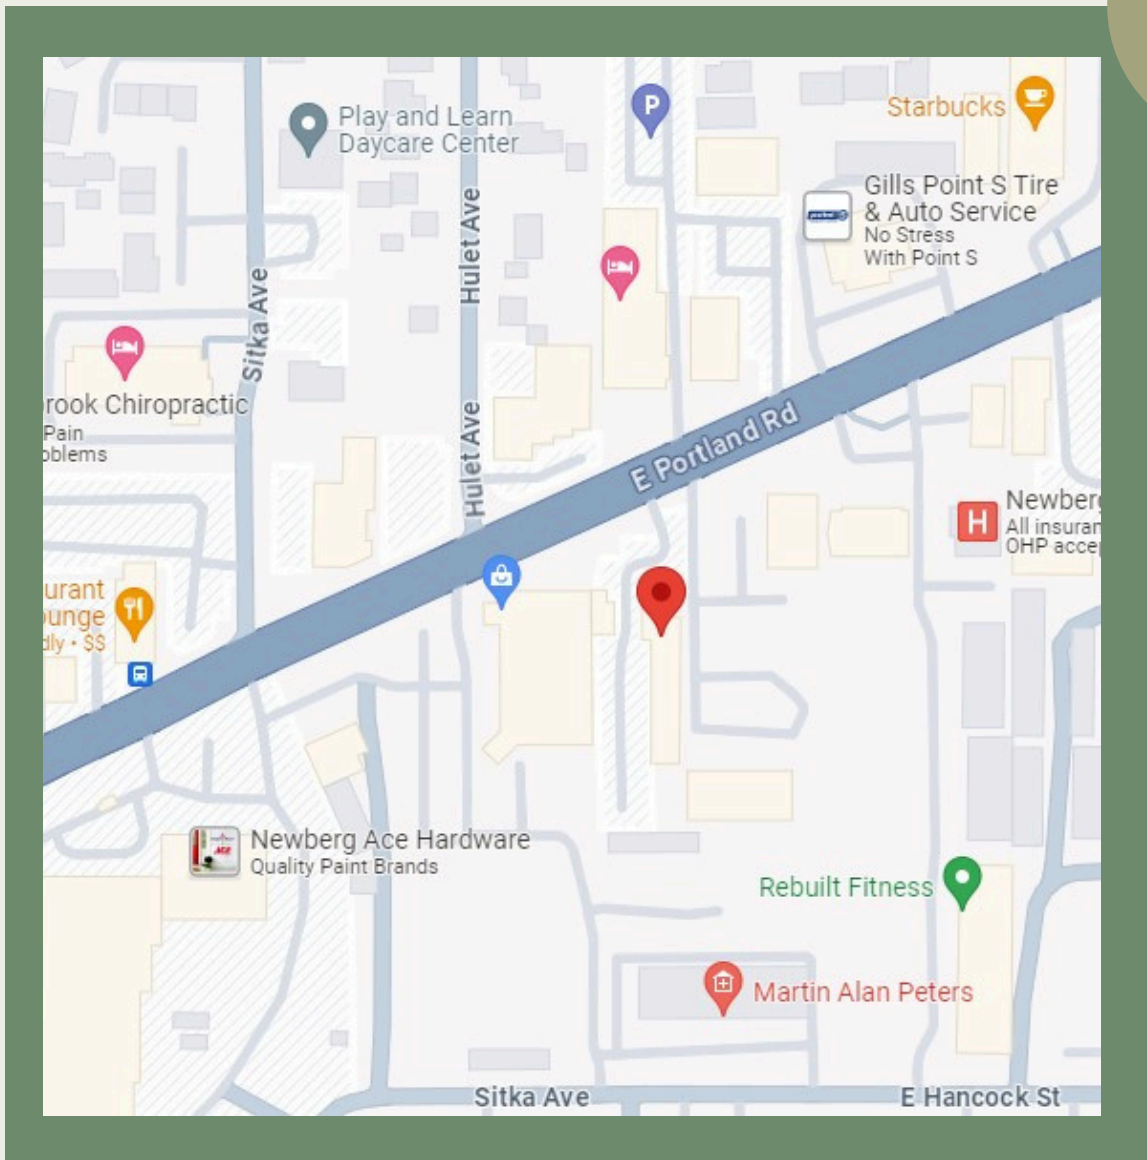 Play and Learn
Daycare Center
P
Starbucks
Gills Point S Tire
& Auto Service
No Stress
With Point S
Hulet Ave
Sitka Ave
rook Chiropractic
Pain
oblems
Hulet Ave
E Portland Rd
H
Newberg
All insuran
OHP accep
urant
ounge
dly • $$
Newberg Ace Hardware
Quality Paint Brands
Rebuilt Fitness
Martin Alan Peters
Sitka Ave
E Hancock St